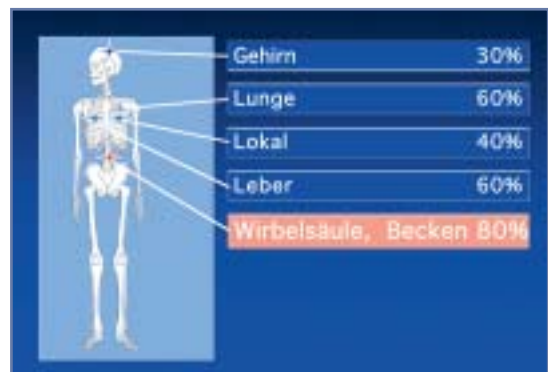 Gehirn 30%
Lunge 60%
Lokal 40%
Leber 60%
Wirbelsäule, Becken 80%